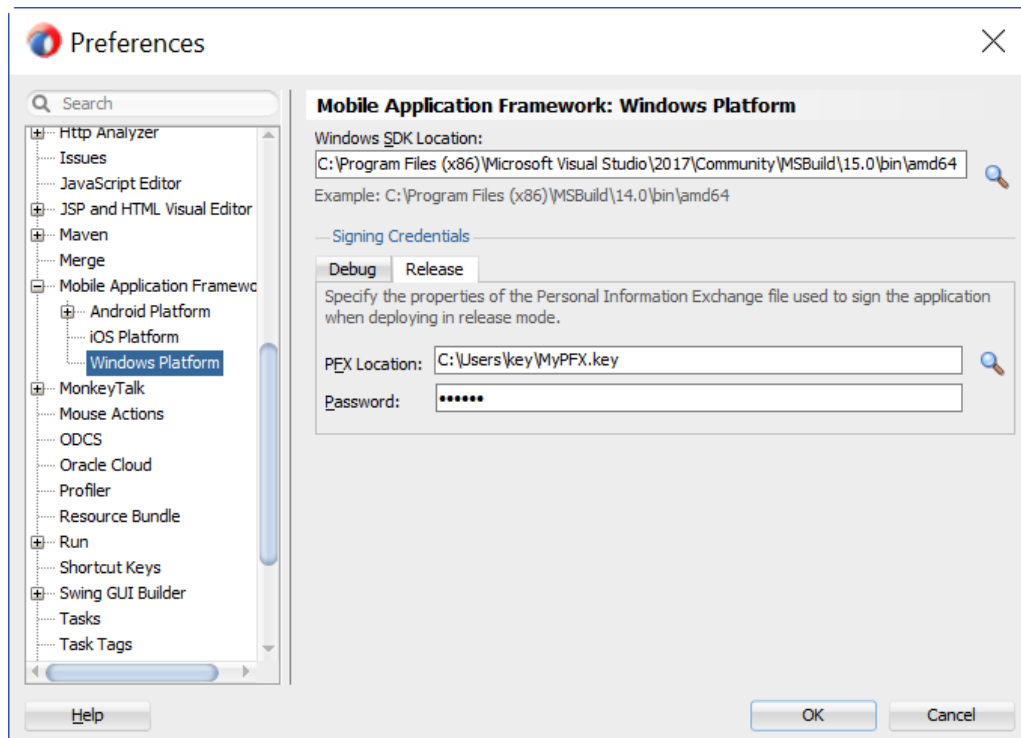 Preferences
Search
Http Analyzer
Issues
JavaScript Editor
JSP and HTML Visual Editor
Maven
Merge
Mobile Application Framewo
Android Platform
iOS Platform
Windows Platform
MonkeyTalk
Mouse Actions
ODCS
Oracle Cloud
Profiler
Resource Bundle
Run
Shortcut Keys
Swing GUI Builder
Tasks
Task Tags
Help
Mobile Application Framework: Windows Platform
Windows SDK Location:
C:\Program Files (x86)\Microsoft Visual Studio\2017\Community\MSBuild\15.0\bin\amd64
Example: C:\Program Files (x86)\MSBuild\14.0\bin\amd64
Signing Credentials
Debug Release
Specify the properties of the Personal Information Exchange file used to sign the application
when deploying in release mode.
PFX Location: C:\Users\key\MyPFX.key
Password: ••••••
OK Cancel